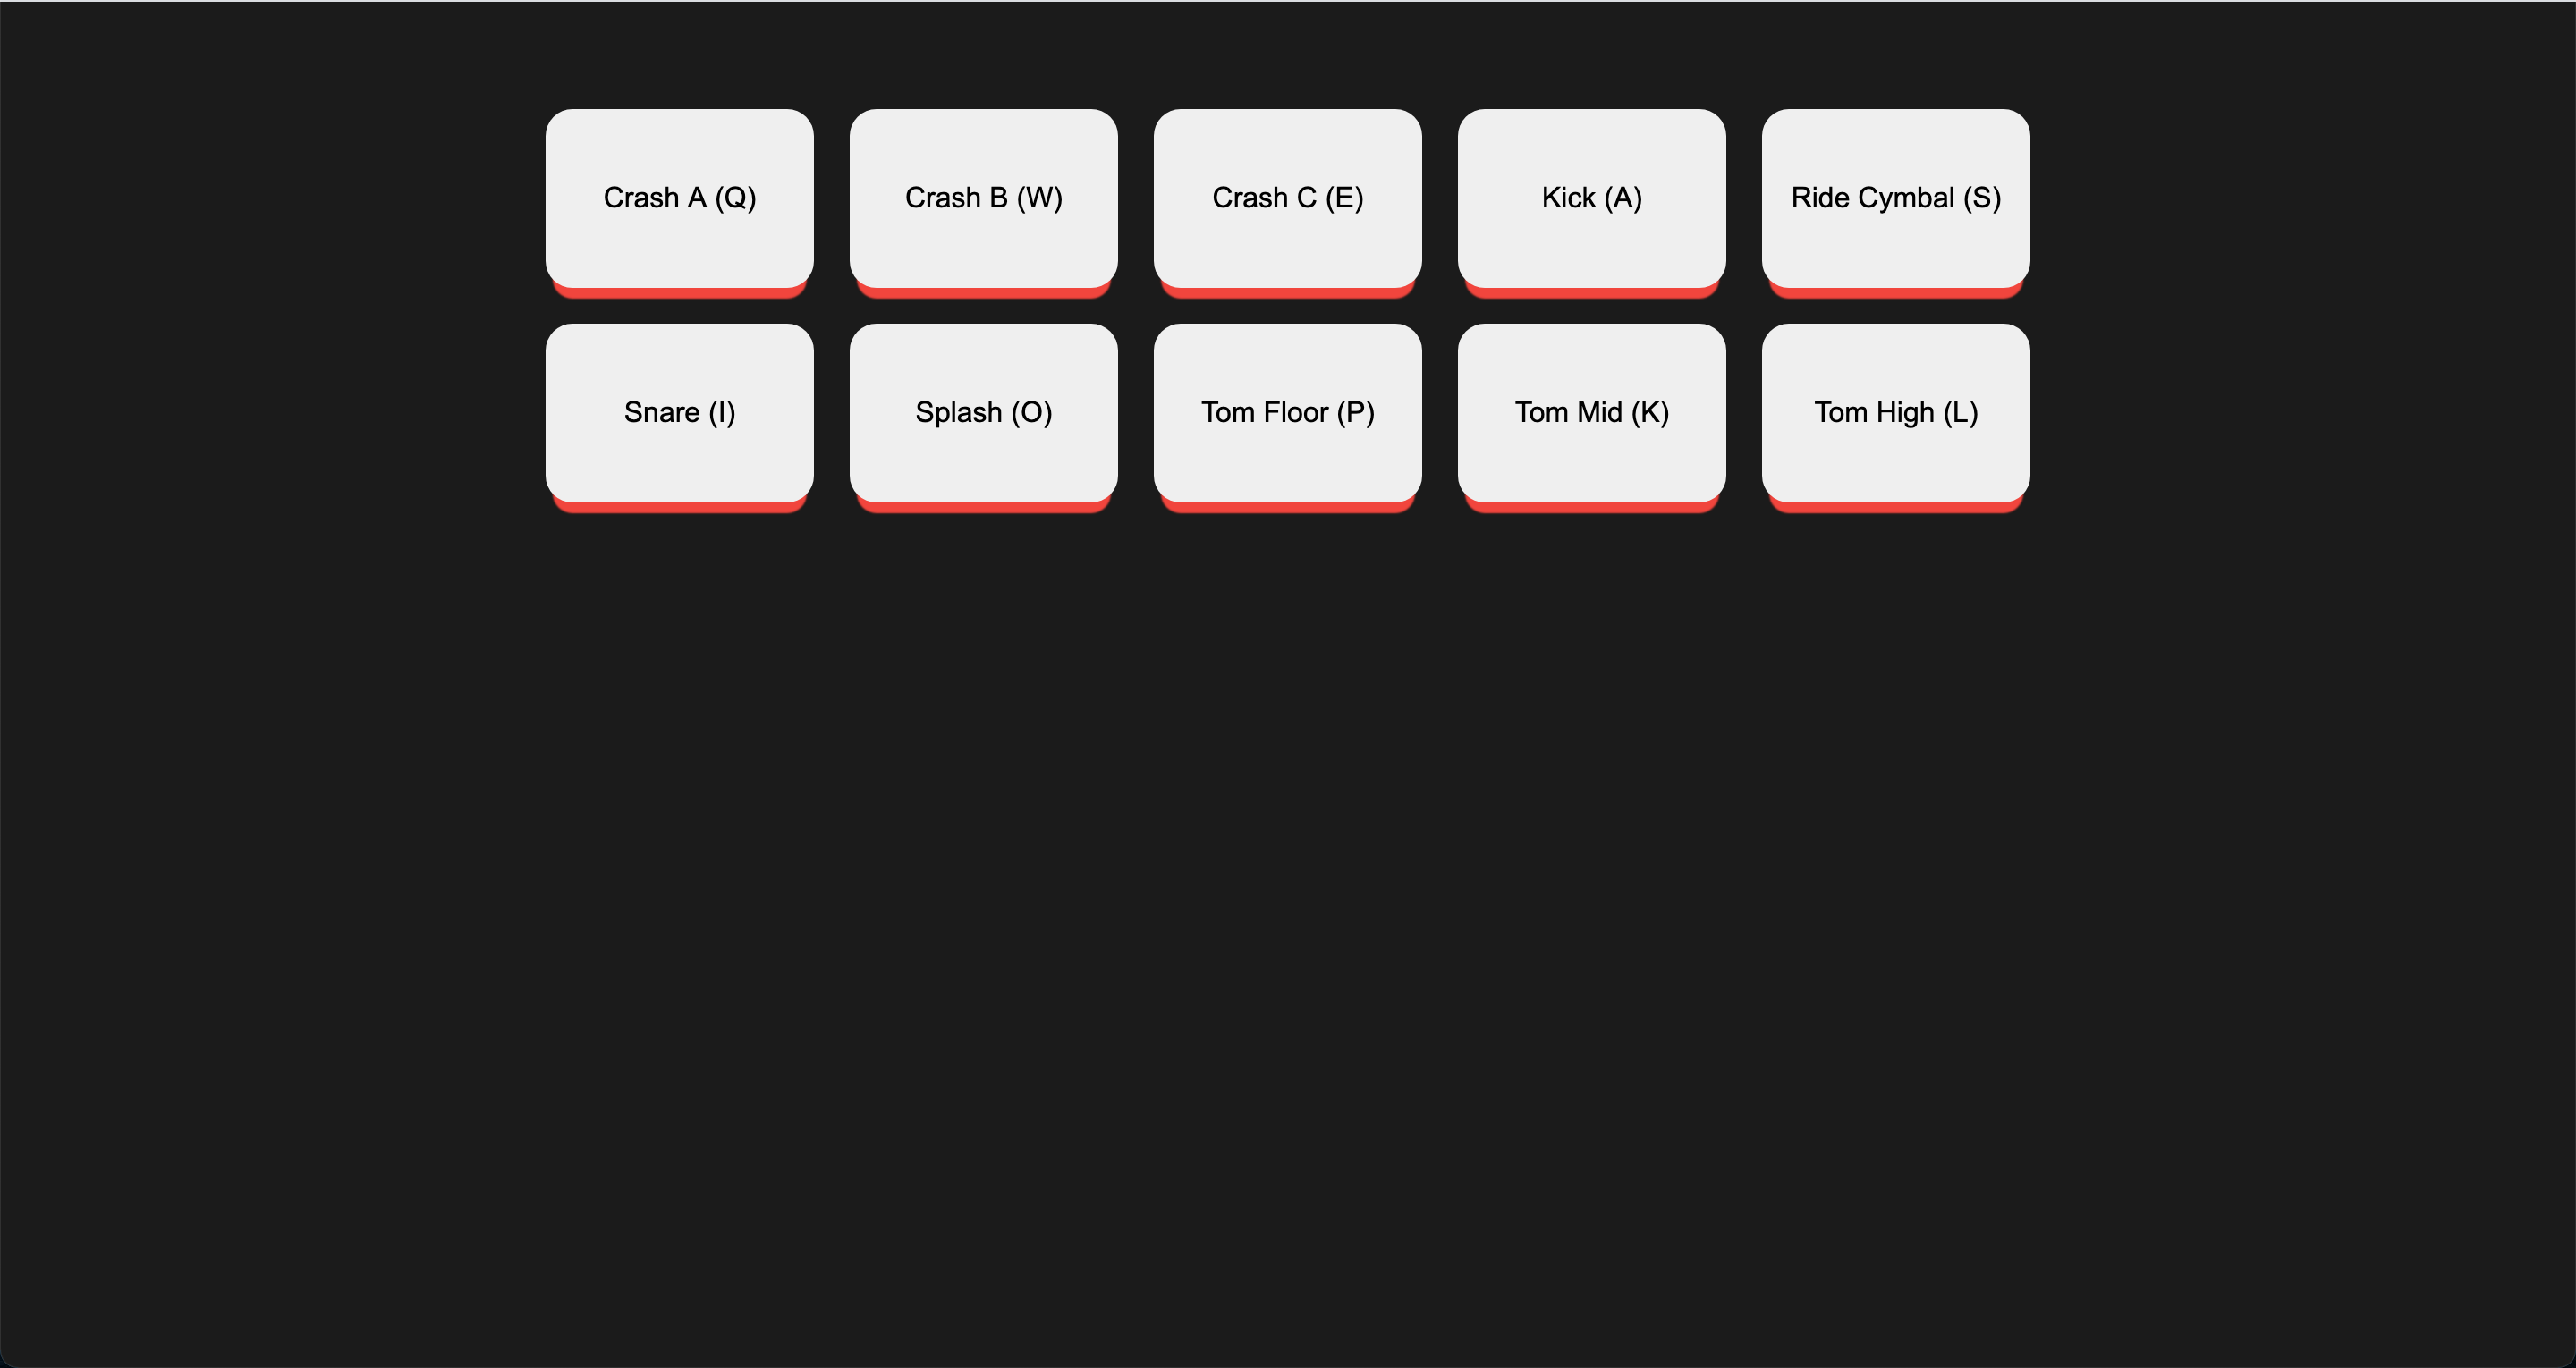 Crash A (Q)
Crash B (W)
Crash C (E)
Kick (A)
Ride Cymbal (S)
Snare (I)
Splash (O)
Tom Floor (P)
Tom Mid (K)
Tom High (L)